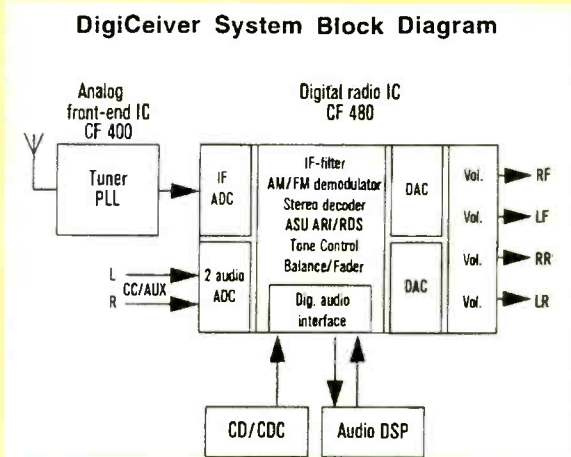 DigiCeiver System Block Diagram
Analog
front-end IC
CF 400
Digital radio IC
CF 480
Tuner
PLL
IF
ADC
IF-filter
AM/FM demodulator
Stereo decoder
ASU ARI/RDS
Tone Control
Balance/Fader
DAC
Vol.
RF
Vol.
LF
L
CC/AUX
R
2 audio
ADC
Dig. audio
interface
DAC
Vol.
RR
Vol.
LR
CD/CDC
Audio DSP